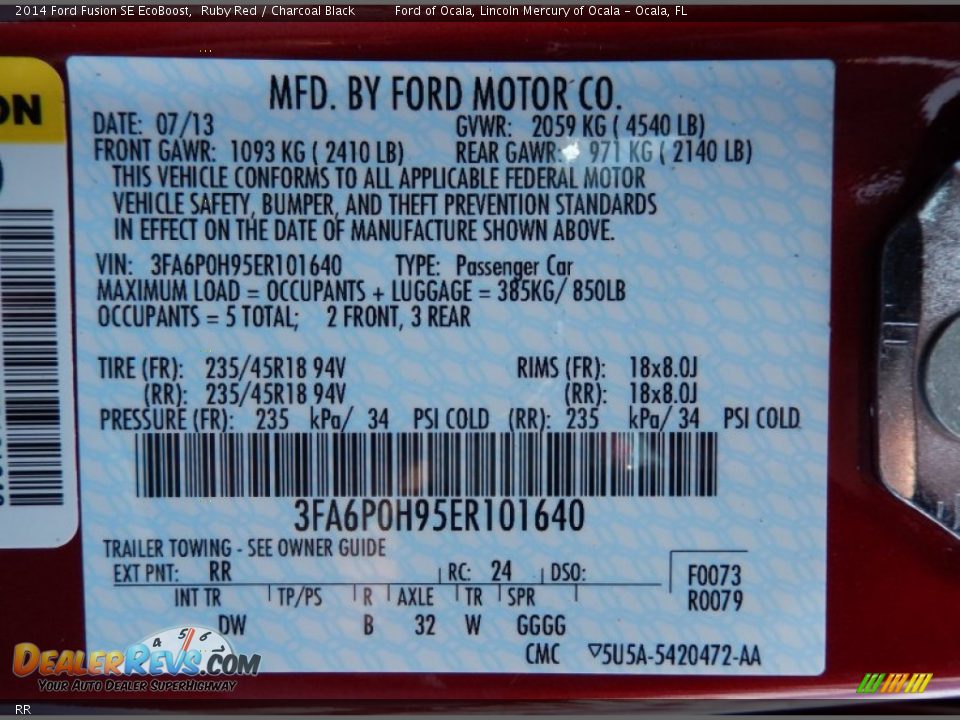 2014 Ford Fusion SE EcoBoost, Ruby Red / Charcoal Black Ford of Ocala, Lincoln Mercury of Ocala - Ocala, FL
ON
MFD. BY FORD MOTOR CO.
DATE: 07/13 GVWR: 2059 KG ( 4540 LB)
FRONT GAWR: 1093 KG ( 2410 LB) REAR GAWR: 971 KG ( 2140 LB)
THIS VEHICLE CONFORMS TO ALL APPLICABLE FEDERAL MOTOR
VEHICLE SAFETY, BUMPER, AND THEFT PREVENTION STANDARDS
IN EFFECT ON THE DATE OF MANUFACTURE SHOWN ABOVE.
VIN: 3FA6P0H95ER101640 TYPE: Passenger Car
MAXIMUM LOAD = OCCUPANTS + LUGGAGE = 385KG/ 850LB
OCCUPANTS = 5 TOTAL; 2 FRONT, 3 REAR
TIRE (FR): 235/45R18 94V RIMS (FR): 18x8.0J
(RR): 235/45R18 94V (RR): 18x8.0J
PRESSURE (FR): 235 kPa/ 34 PSI COLD (RR): 235 kPa/ 34 PSI COLD
3FA6P0H95ER101640
TRAILER TOWING - SEE OWNER GUIDE
EXT PNT: RR RC: 24 DSO: F0073
INT TR TP/PS R AXLE TR SPR R0079
DW B 32 W GGGG
CMC ▽5U5A-5420472-AA
4 5 6 7
DEALERREVS.COM
YOUR AUTO DEALER SUPERHIGHWAY
RR